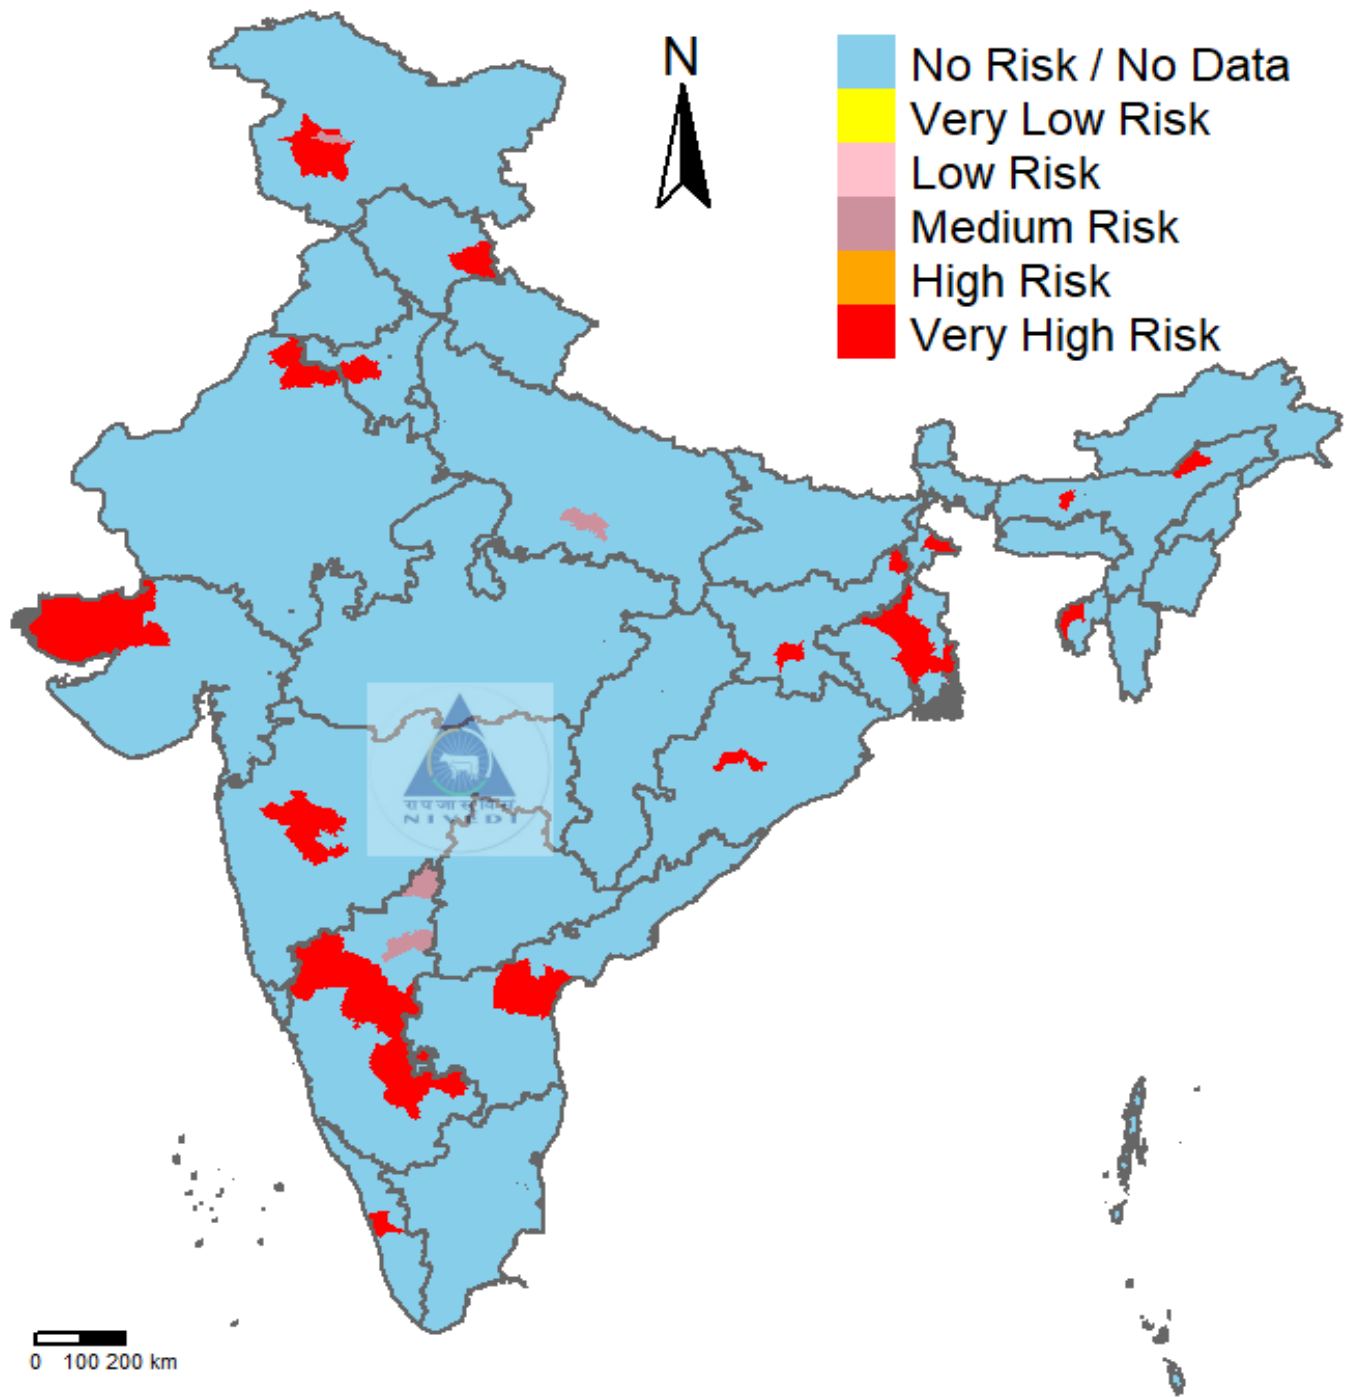 N
No Risk / No Data
Very Low Risk
Low Risk
Medium Risk
High Risk
Very High Risk
NIVEDI
0 100 200 km